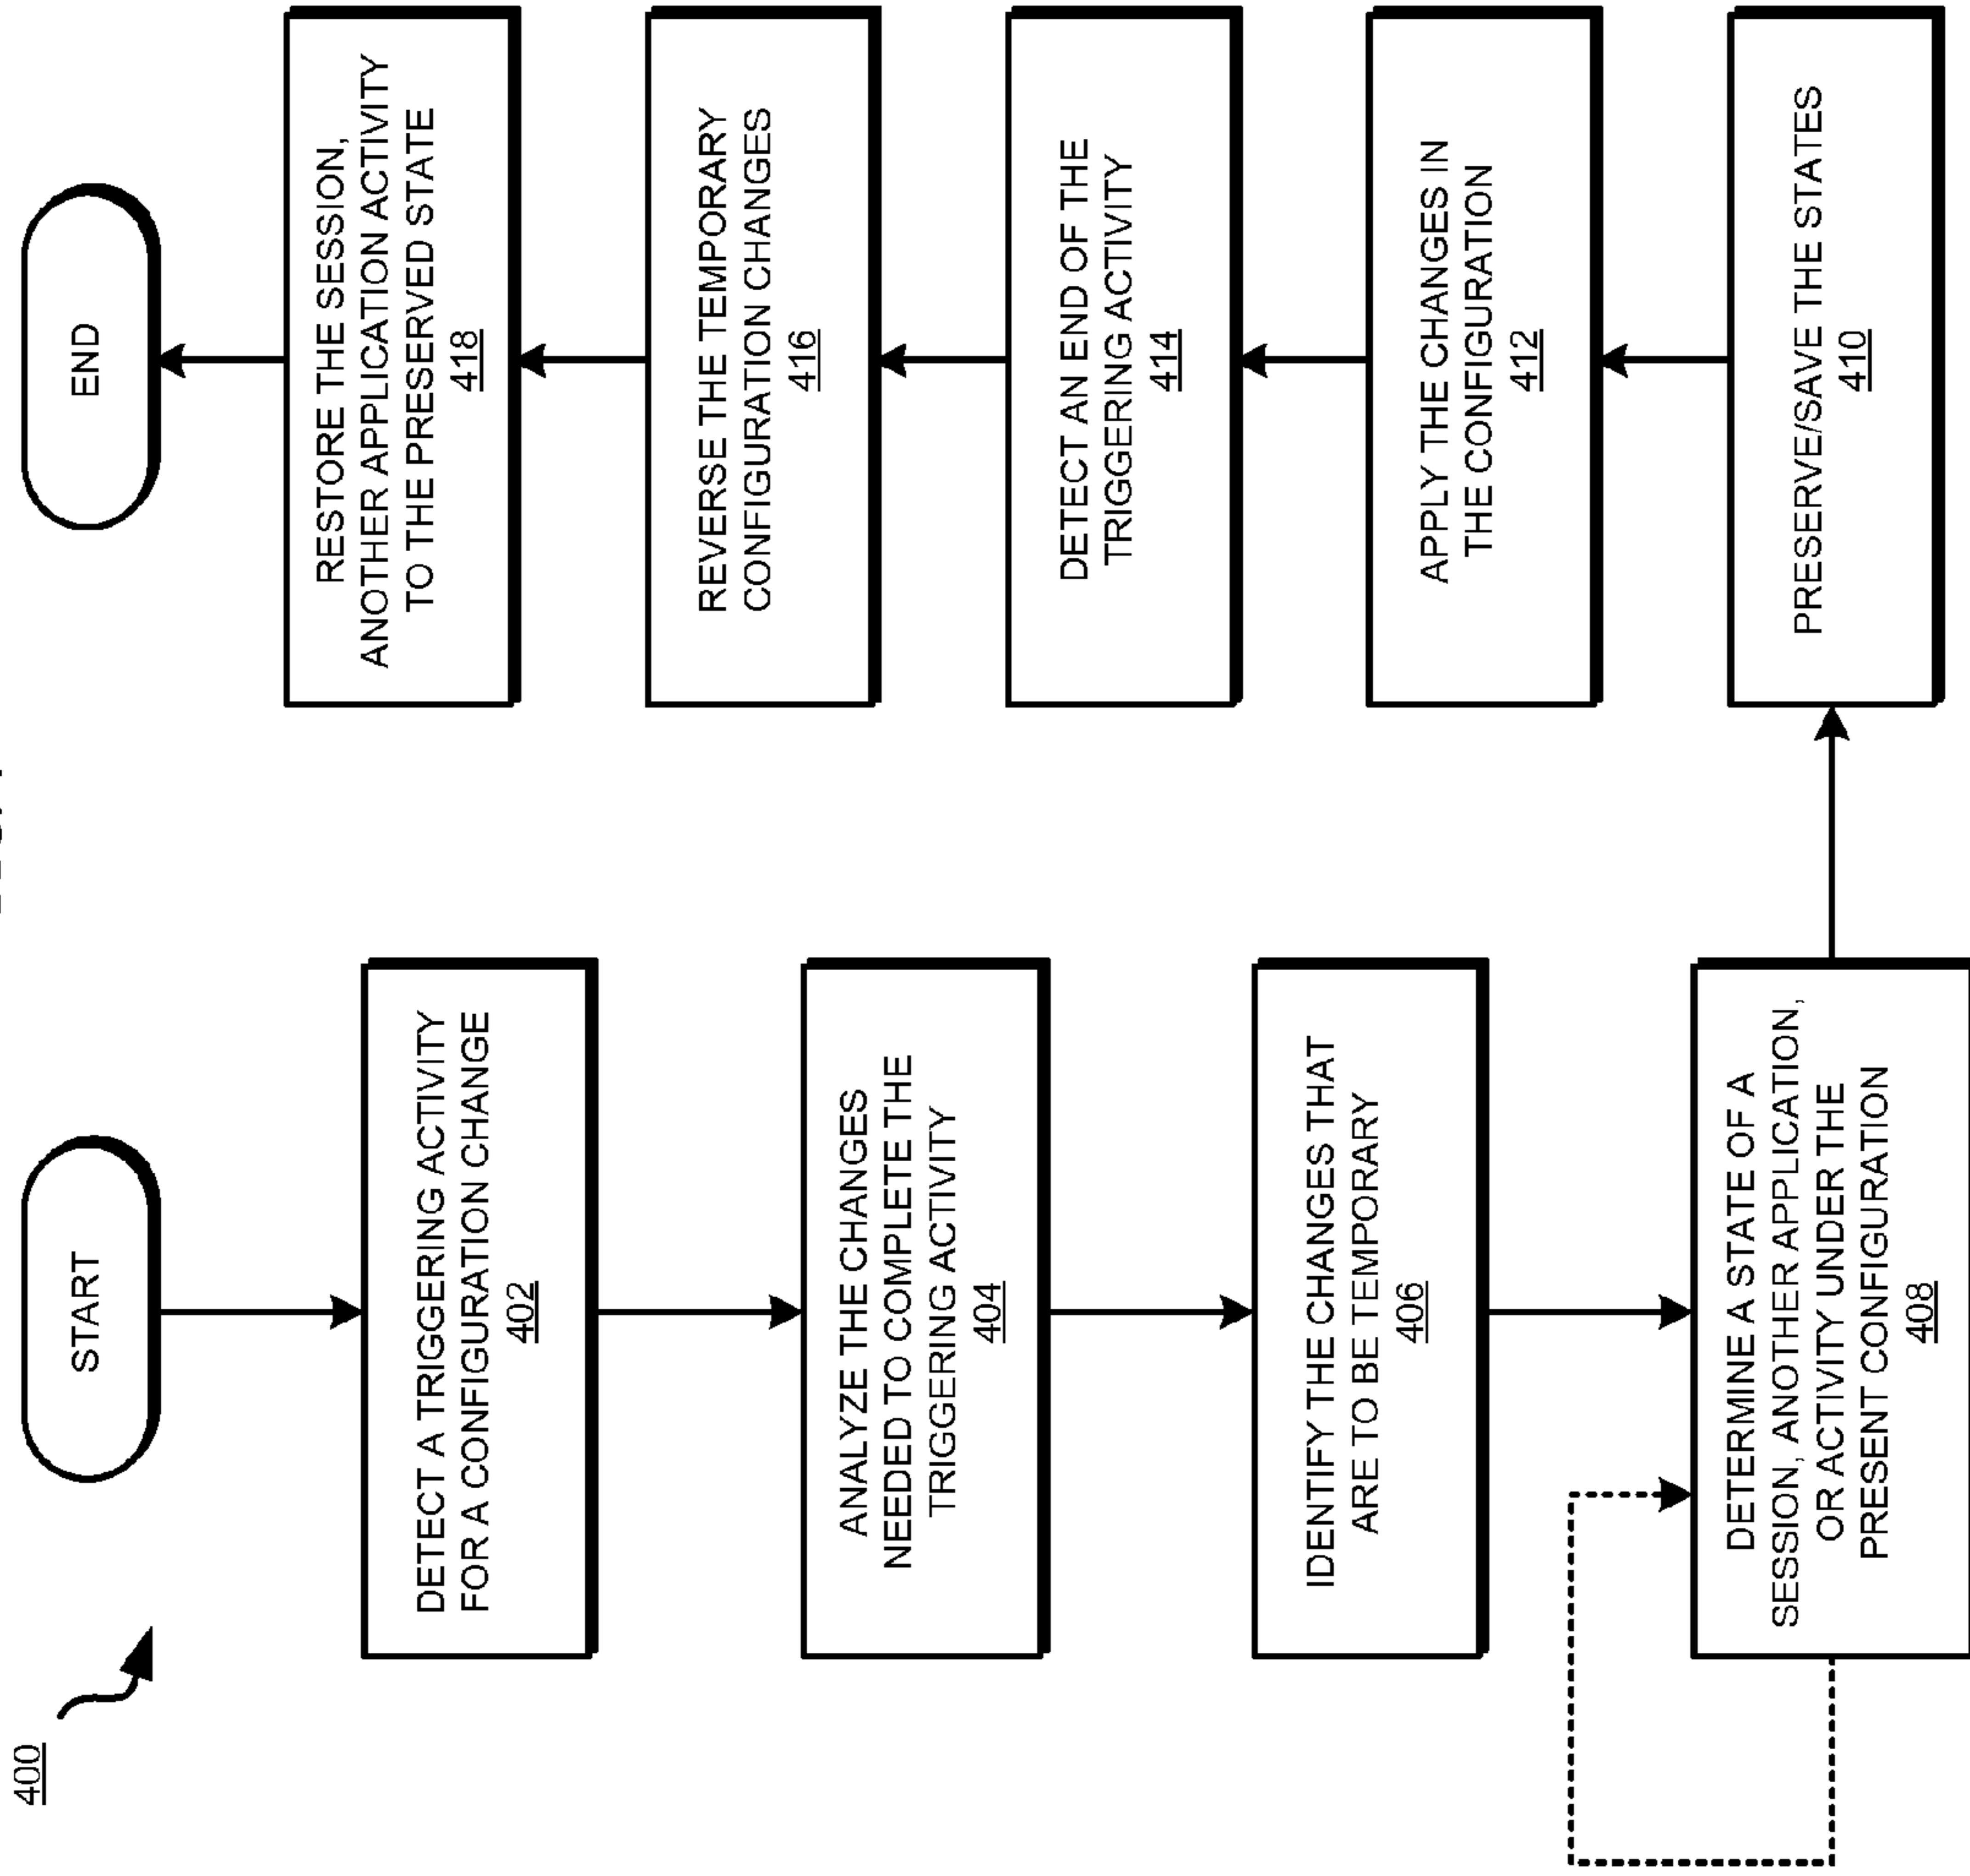 400
START
DETECT A TRIGGERING ACTIVITY
FOR A CONFIGURATION CHANGE
402
ANALYZE THE CHANGES
NEEDED TO COMPLETE THE
TRIGGERING ACTIVITY
404
IDENTIFY THE CHANGES THAT
ARE TO BE TEMPORARY
406
DETERMINE A STATE OF A
SESSION, ANOTHER APPLICATION,
OR ACTIVITY UNDER THE
PRESENT CONFIGURATION
408
PRESERVE/SAVE THE STATES
410
APPLY THE CHANGES IN
THE CONFIGURATION
412
DETECT AN END OF THE
TRIGGERING ACTIVITY
414
REVERSE THE TEMPORARY
CONFIGURATION CHANGES
416
RESTORE THE SESSION,
ANOTHER APPLICATION ACTIVITY
TO THE PRESERVED STATE
418
END